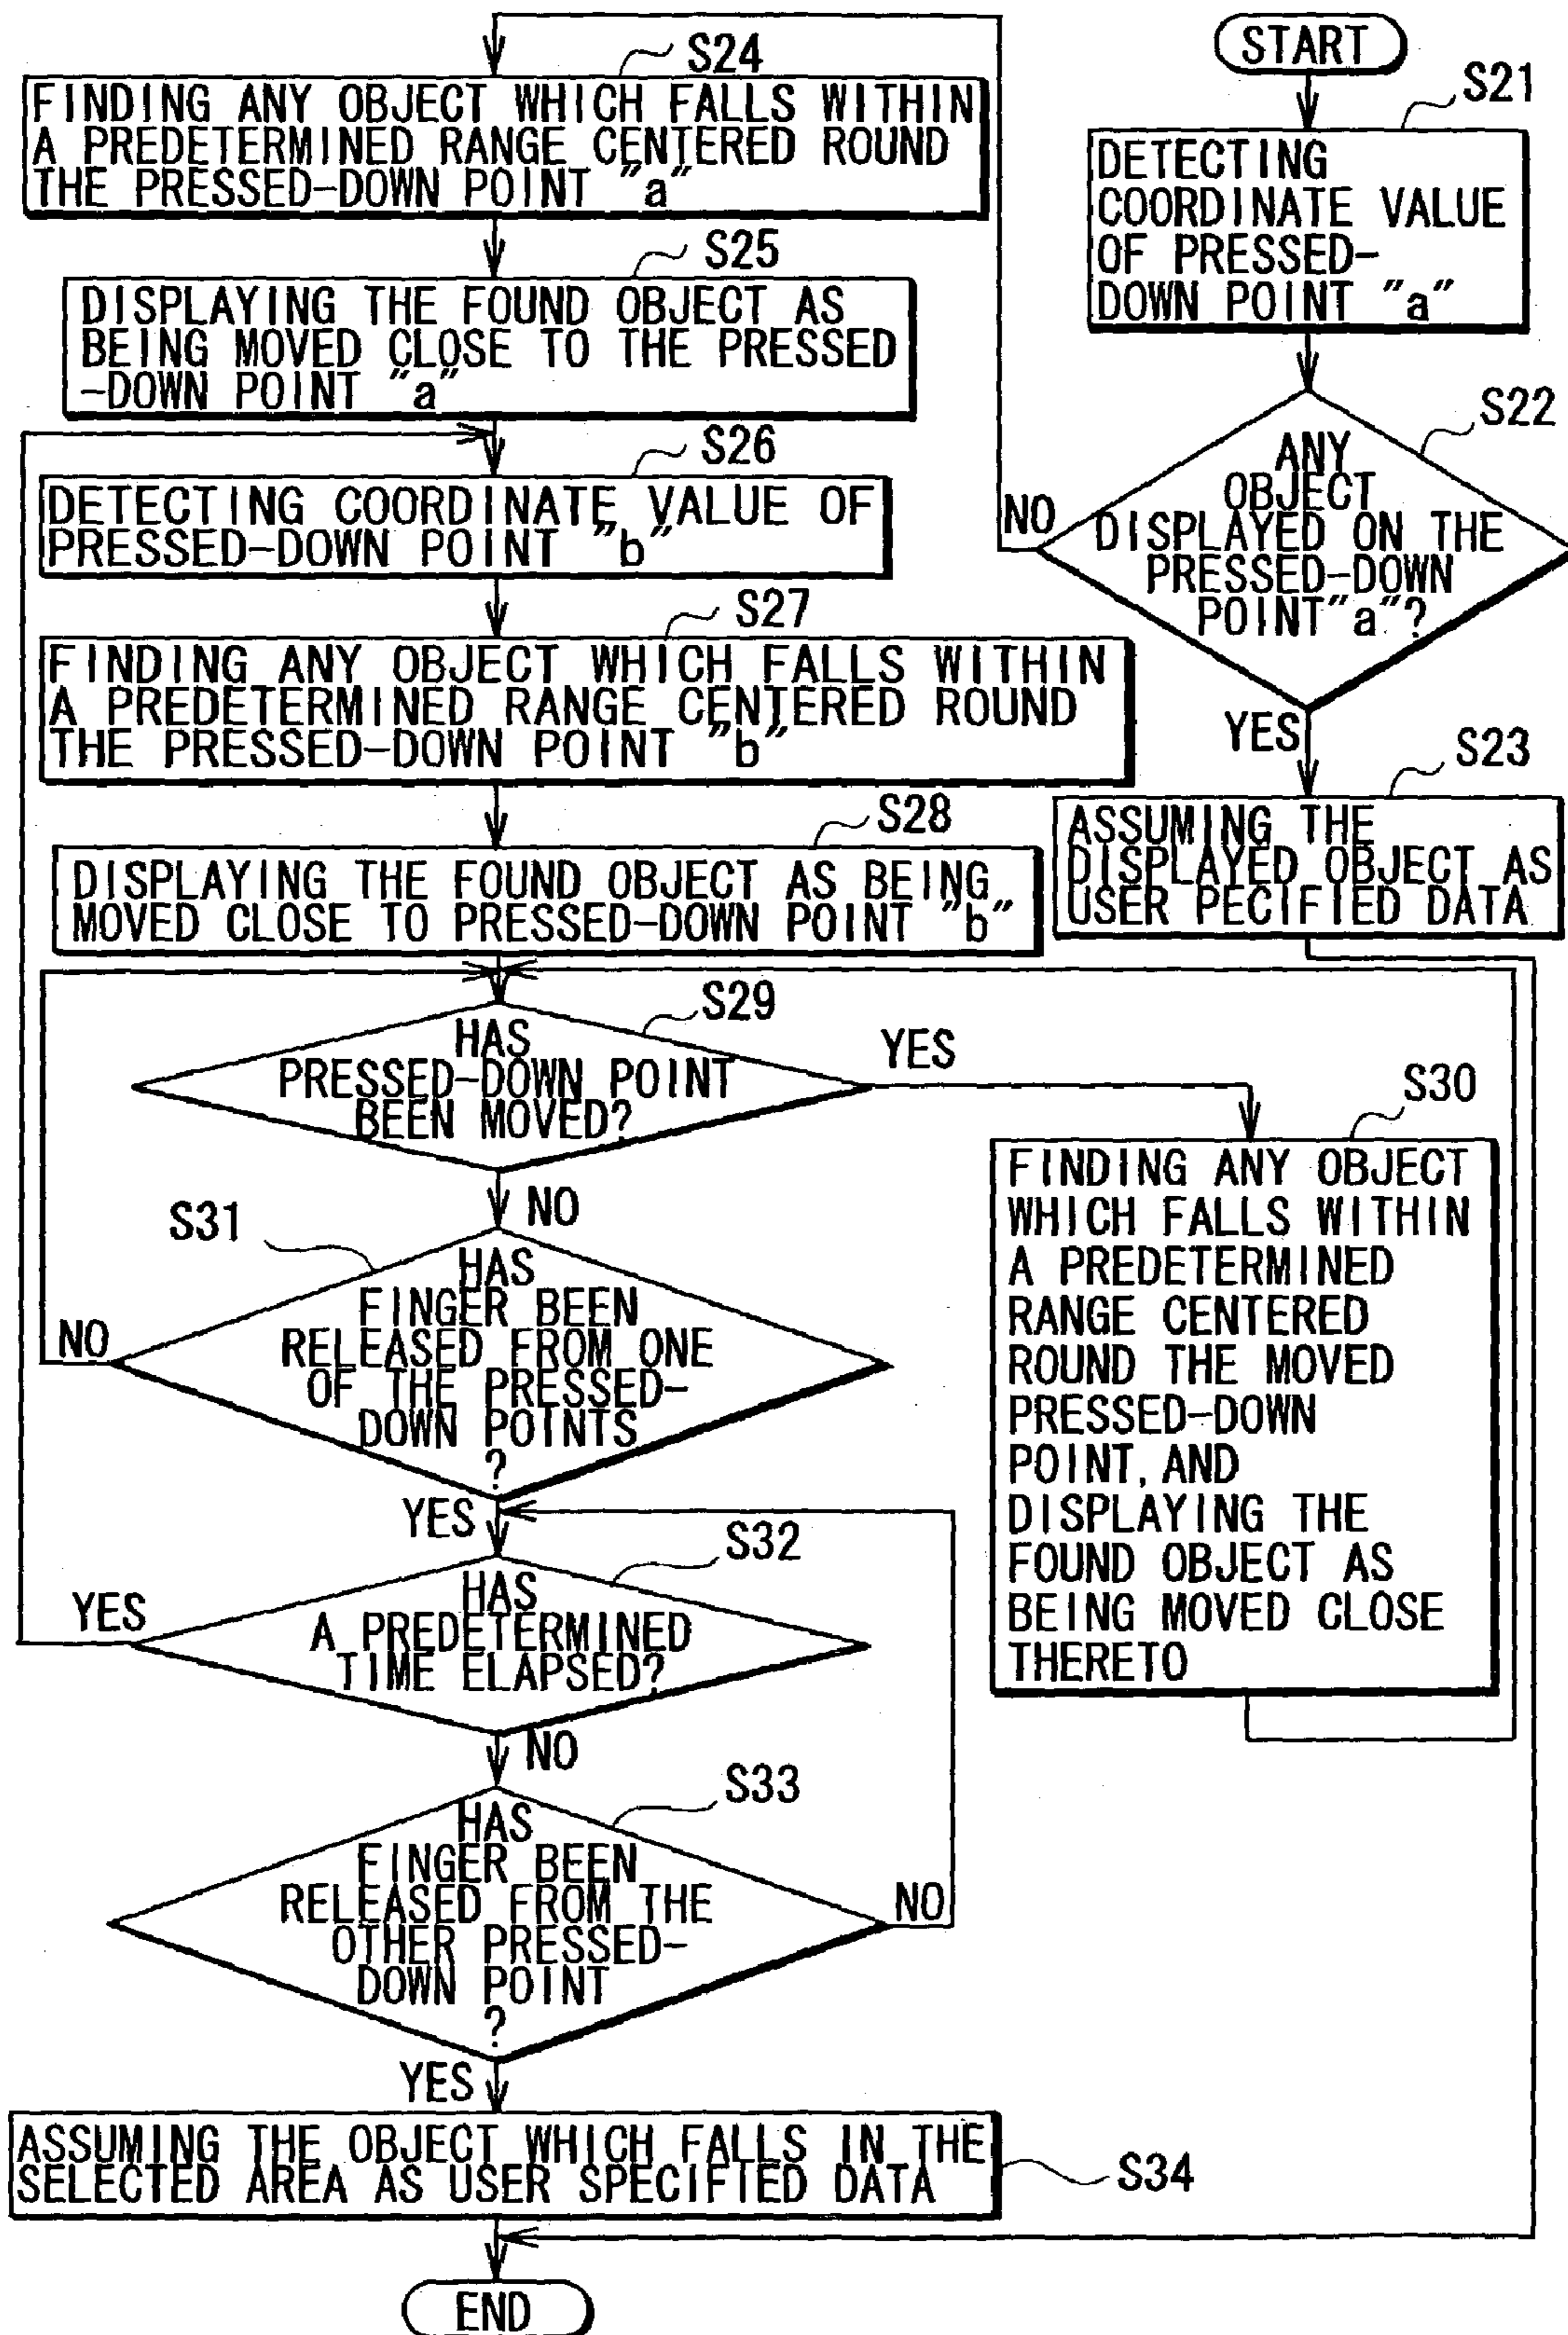 START
S21
DETECTING
COORDINATE VALUE
OF PRESSED-
DOWN POINT "a"
S22
ANY
OBJECT
DISPLAYED ON THE
PRESSED-DOWN
POINT"a"?
NO
YES
S23
ASSUMING THE
DISPLAYED OBJECT AS
USER PECIFIED DATA
S24
FINDING ANY OBJECT WHICH FALLS WITHIN
A PREDETERMINED RANGE CENTERED ROUND
THE PRESSED-DOWN POINT "a"
S25
DISPLAYING THE FOUND OBJECT AS
BEING MOVED CLOSE TO THE PRESSED
-DOWN POINT "a"
S26
DETECTING COORDINATE VALUE OF
PRESSED-DOWN POINT "b"
S27
FINDING ANY OBJECT WHICH FALLS WITHIN
A PREDETERMINED RANGE CENTERED ROUND
THE PRESSED-DOWN POINT "b"
S28
DISPLAYING THE FOUND OBJECT AS BEING
MOVED CLOSE TO PRESSED-DOWN POINT "b"
S29
HAS
PRESSED-DOWN POINT
BEEN MOVED?
YES
NO
S30
FINDING ANY OBJECT
WHICH FALLS WITHIN
A PREDETERMINED
RANGE CENTERED
ROUND THE MOVED
PRESSED-DOWN
POINT, AND
DISPLAYING THE
FOUND OBJECT AS
BEING MOVED CLOSE
THERETO
S31
HAS
FINGER BEEN
RELEASED FROM ONE
OF THE PRESSED-
DOWN POINTS
?
NO
YES
S32
HAS
A PREDETERMINED
TIME ELAPSED?
YES
NO
S33
HAS
FINGER BEEN
RELEASED FROM THE
OTHER PRESSED-
DOWN POINT
?
NO
YES
ASSUMING THE OBJECT WHICH FALLS IN THE
SELECTED AREA AS USER SPECIFIED DATA
S34
END